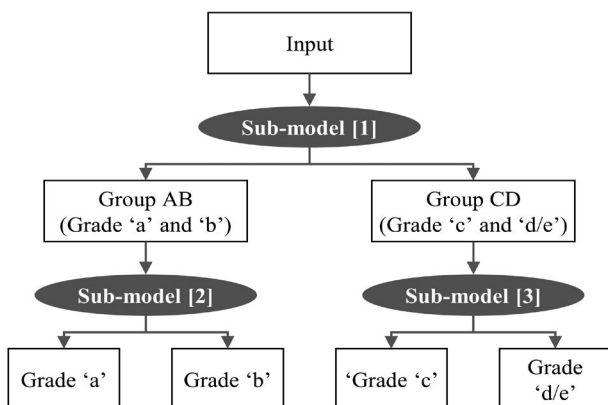 Input
Sub-model [1]
Group AB
(Grade ‘a’ and ‘b’)
Group CD
(Grade ‘c’ and ‘d/e’)
Sub-model [2]
Sub-model [3]
Grade ‘a’
Grade ‘b’
‘Grade ‘c’
Grade
‘d/e’